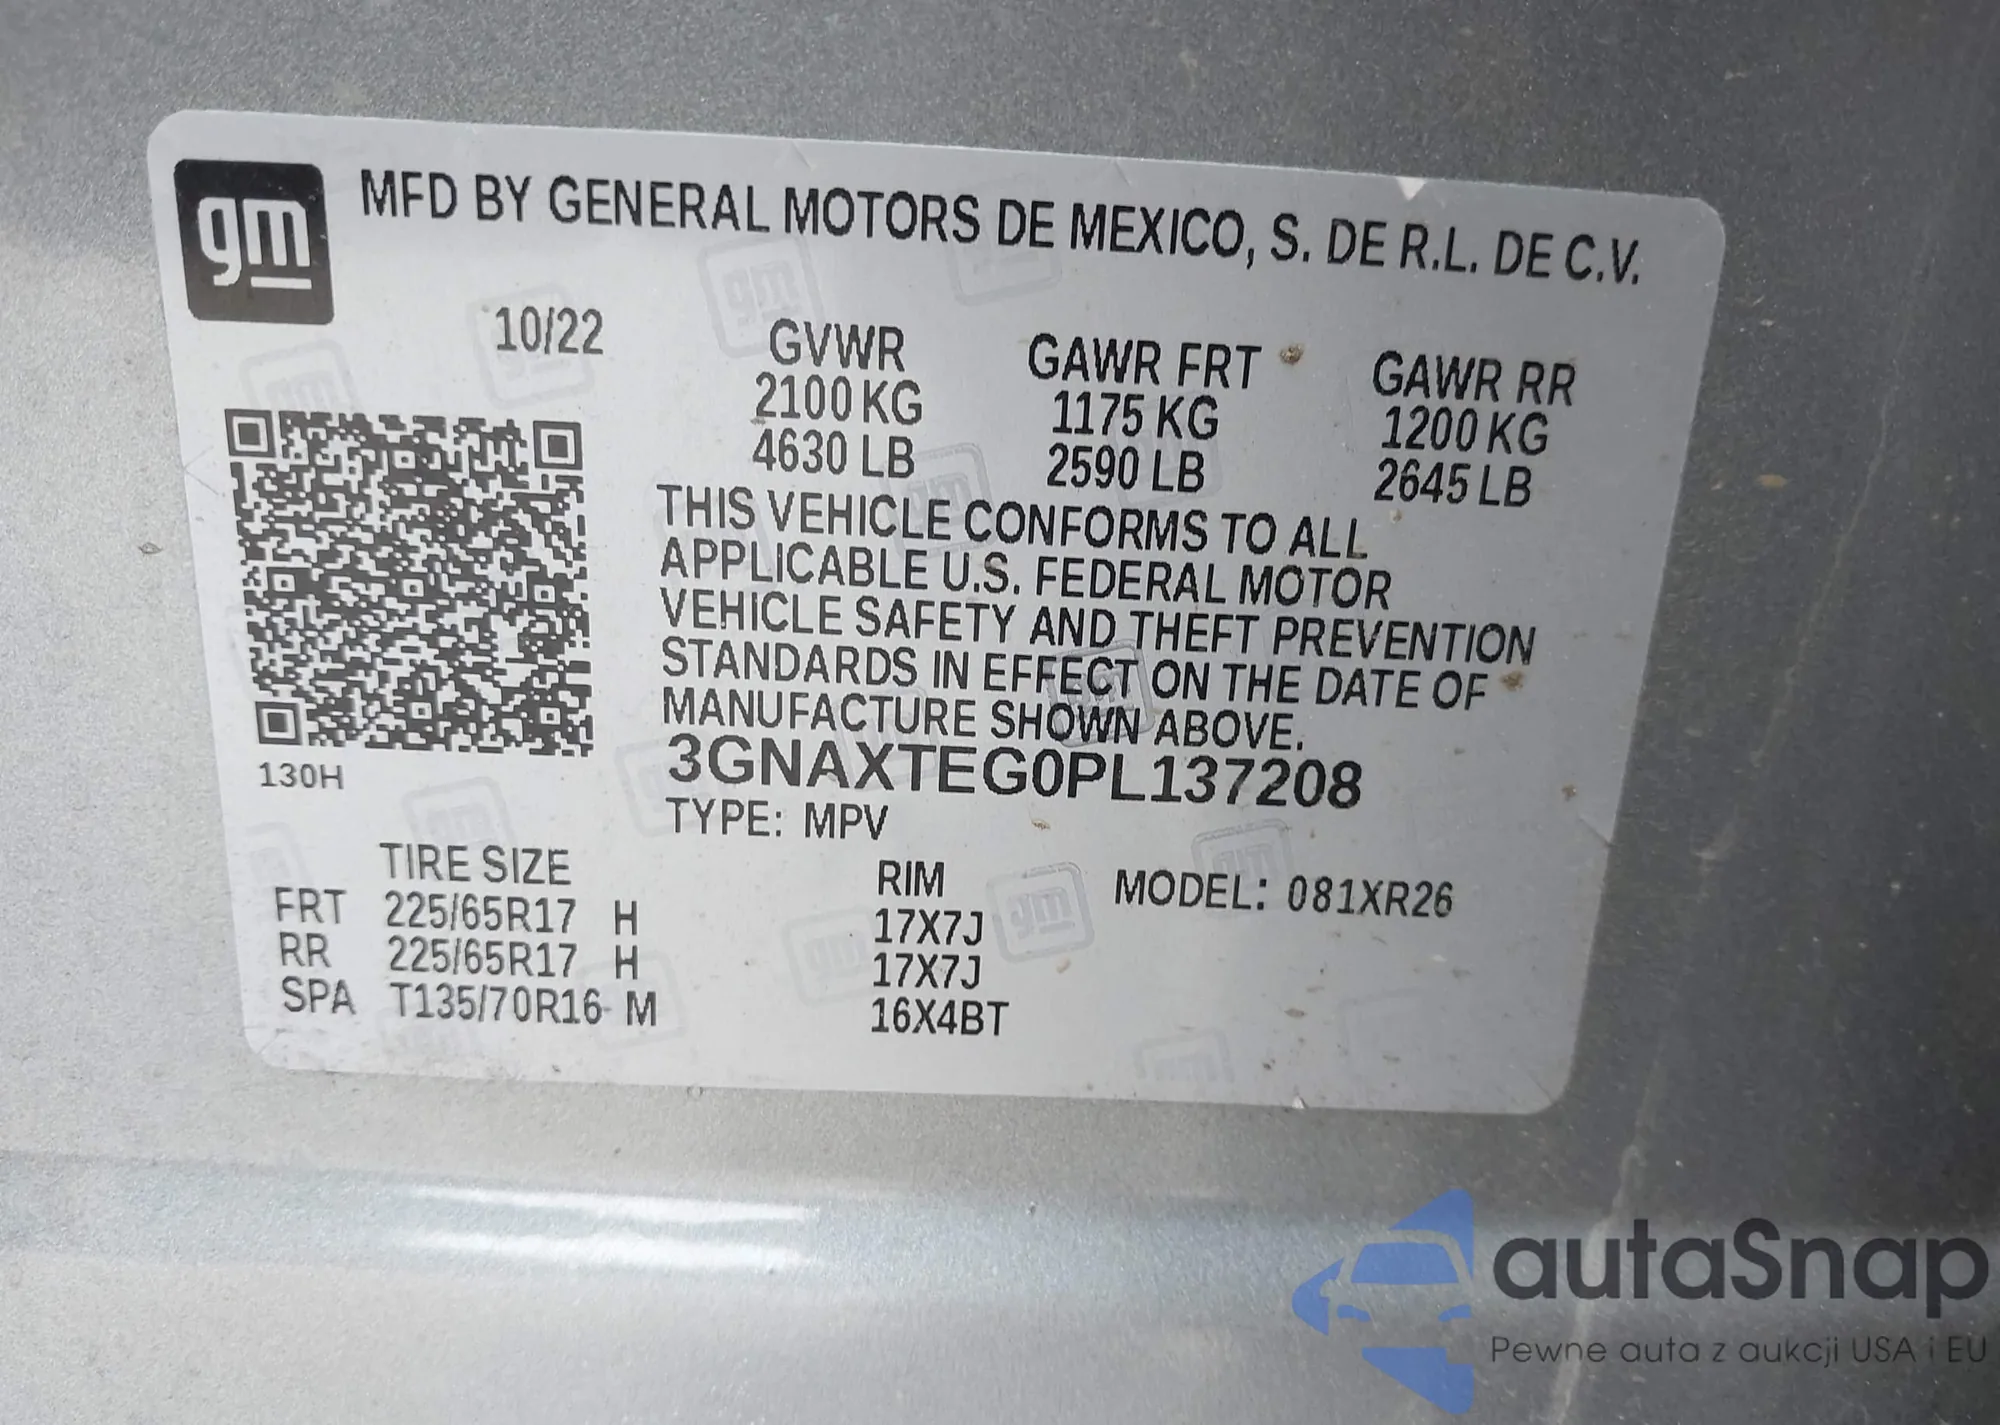 gm MFD BY GENERAL MOTORS DE MEXICO, S. DE R.L. DE C.V.
10/22 GVWR GAWR FRT GAWR RR
2100 KG 1175 KG 1200 KG
4630 LB 2590 LB 2645 LB
THIS VEHICLE CONFORMS TO ALL
APPLICABLE U.S. FEDERAL MOTOR
VEHICLE SAFETY AND THEFT PREVENTION
STANDARDS IN EFFECT ON THE DATE OF
MANUFACTURE SHOWN ABOVE.
3GNAXTEG0PL137208
130H
TYPE: MPV
TIRE SIZE RIM MODEL: 081XR26
FRT 225/65R17 H 17X7J
RR 225/65R17 H 17X7J
SPA T135/70R16 M 16X4BT
autaSnap
Pewne auta z aukcji USA i EU